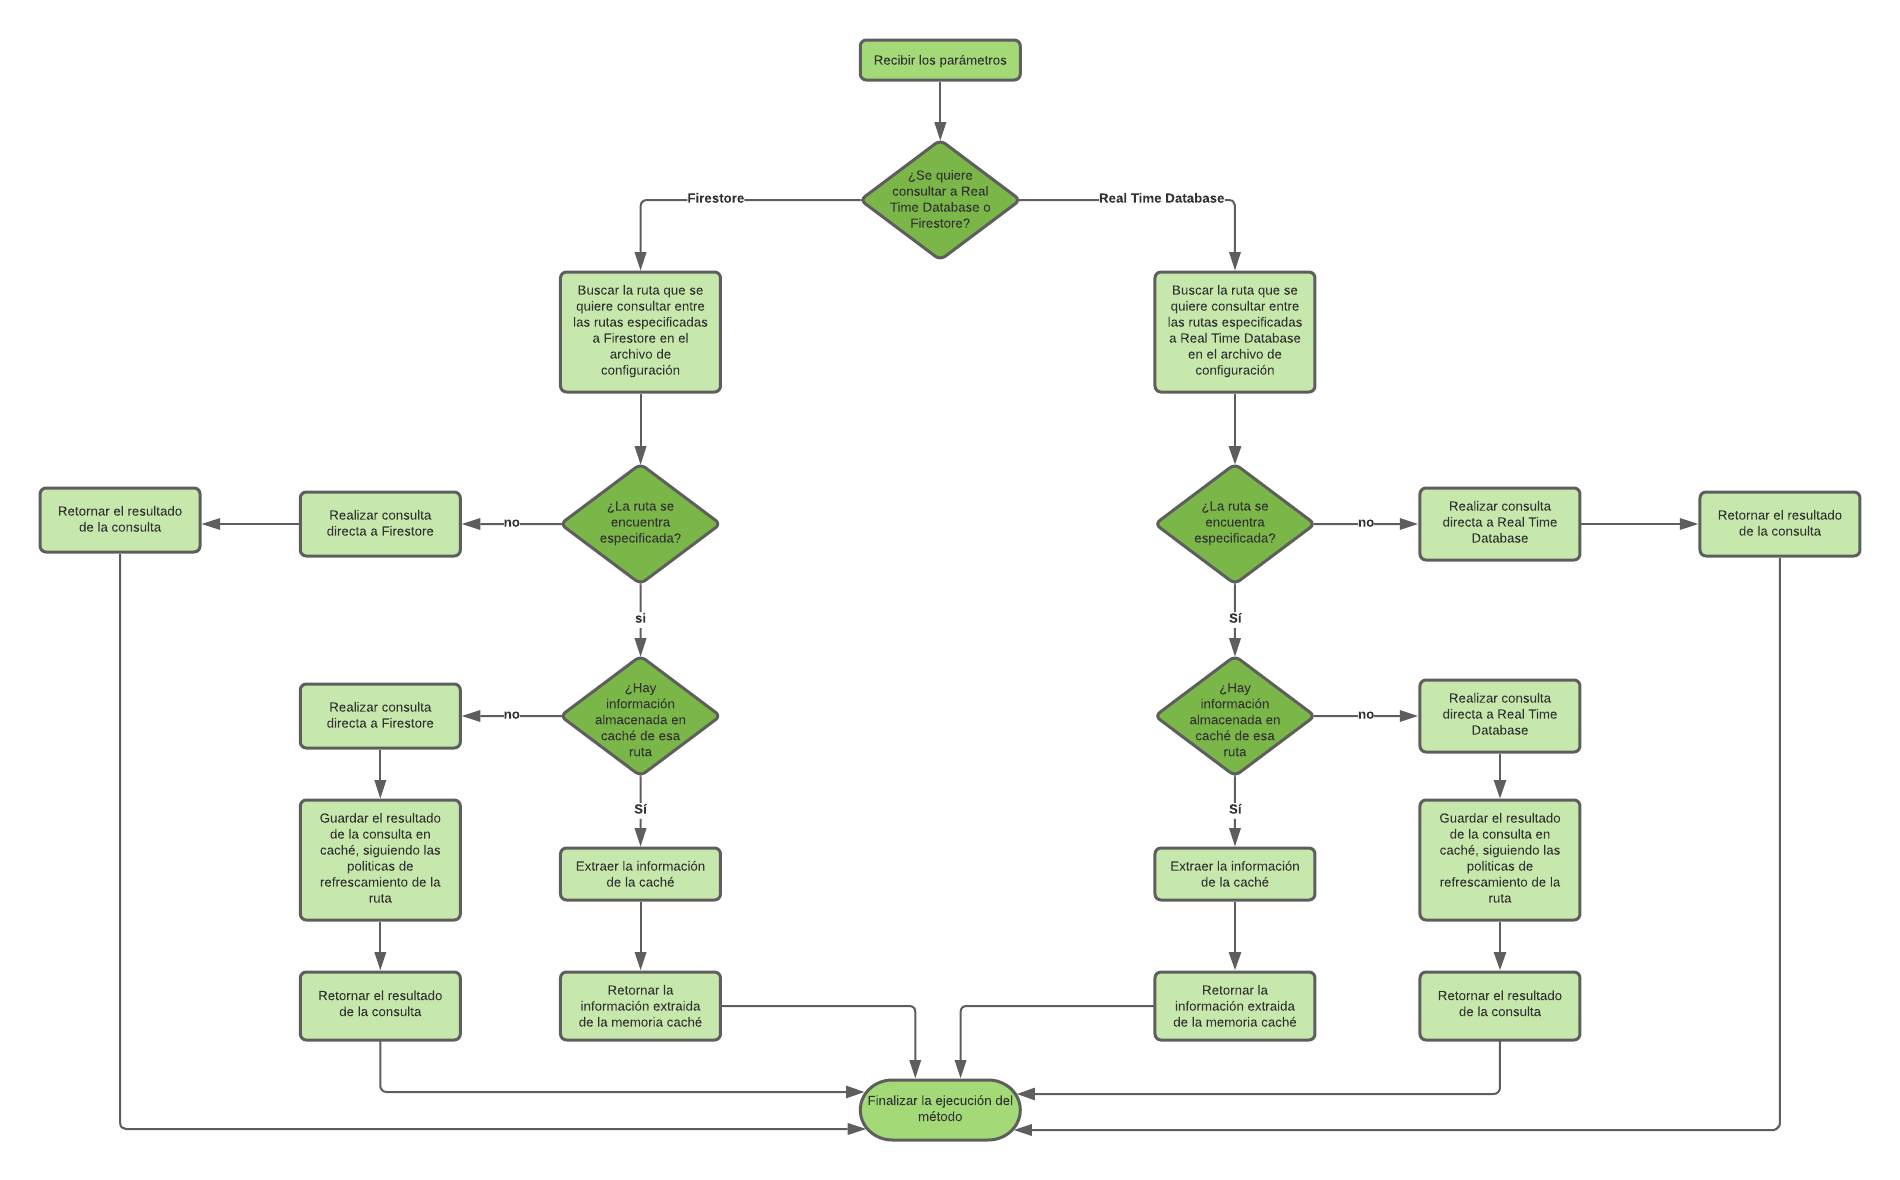 Recibir los parámetros
¿Se quiere
consultar a Real
Time Database o
Firestore?
Firestore
Real Time Database
Buscar la ruta que se
quiere consultar entre
las rutas especificadas
a Firestore en el
archivo de
configuración
Buscar la ruta que se
quiere consultar entre
las rutas especificadas
a Real Time Database
en el archivo de
configuración
Retornar el resultado
de la consulta
Realizar consulta
directa a Firestore
no
¿La ruta se
encuentra
especificada?
¿La ruta se
encuentra
especificada?
no
Realizar consulta
directa a Real Time
Database
Retornar el resultado
de la consulta
si
Sí
Realizar consulta
directa a Firestore
no
¿Hay
información
almacenada en
caché de esa
ruta
¿Hay
información
almacenada en
caché de esa
ruta
no
Realizar consulta
directa a Real Time
Database
Sí
Sí
Guardar el resultado
de la consulta en
caché, siguiendo las
politicas de
refrescamiento de la
ruta
Extraer la información
de la caché
Extraer la información
de la caché
Guardar el resultado
de la consulta en
caché, siguiendo las
politicas de
refrescamiento de la
ruta
Retornar el resultado
de la consulta
Retornar la
información extraida
de la memoria caché
Retornar la
información extraida
de la memoria caché
Retornar el resultado
de la consulta
Finalizar la ejecución del
método